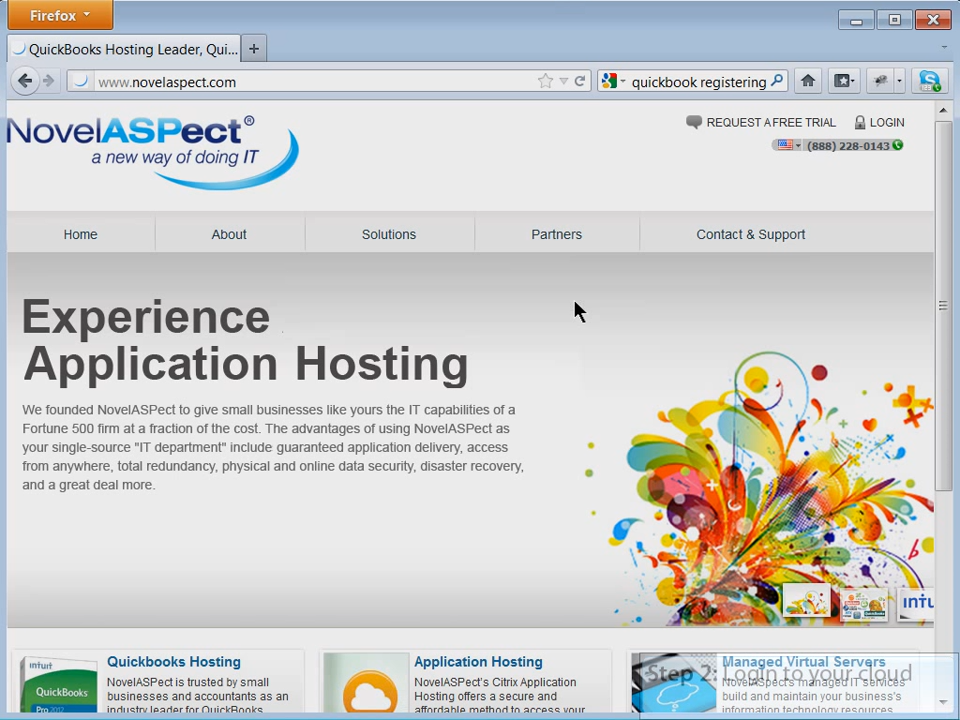 Firefox
QuickBooks Hosting Leader, Qui...
www.novelaspect.com
quickbook registering
NovelASPect®
a new way of doing IT
REQUEST A FREE TRIAL
LOGIN
(888) 228-0143
Home
About
Solutions
Partners
Contact & Support
Experience
Application Hosting
We founded NovelASPect to give small businesses like yours the IT capabilities of a
Fortune 500 firm at a fraction of the cost. The advantages of using NovelASPect as
your single-source "IT department" include guaranteed application delivery, access
from anywhere, total redundancy, physical and online data security, disaster recovery,
and a great deal more.
intu
intuit
QuickBooks
Pro 2012
Quickbooks Hosting
NovelASPect is trusted by small
businesses and accountants as an
industry leader for QuickBooks
Application Hosting
NovelASPect's Citrix Application
Hosting offers a secure and
affordable method to access your
Managed Virtual Servers
NovelASPect's managed IT services
build and maintain your business's
information technology resources
Step 2: Login to your cloud